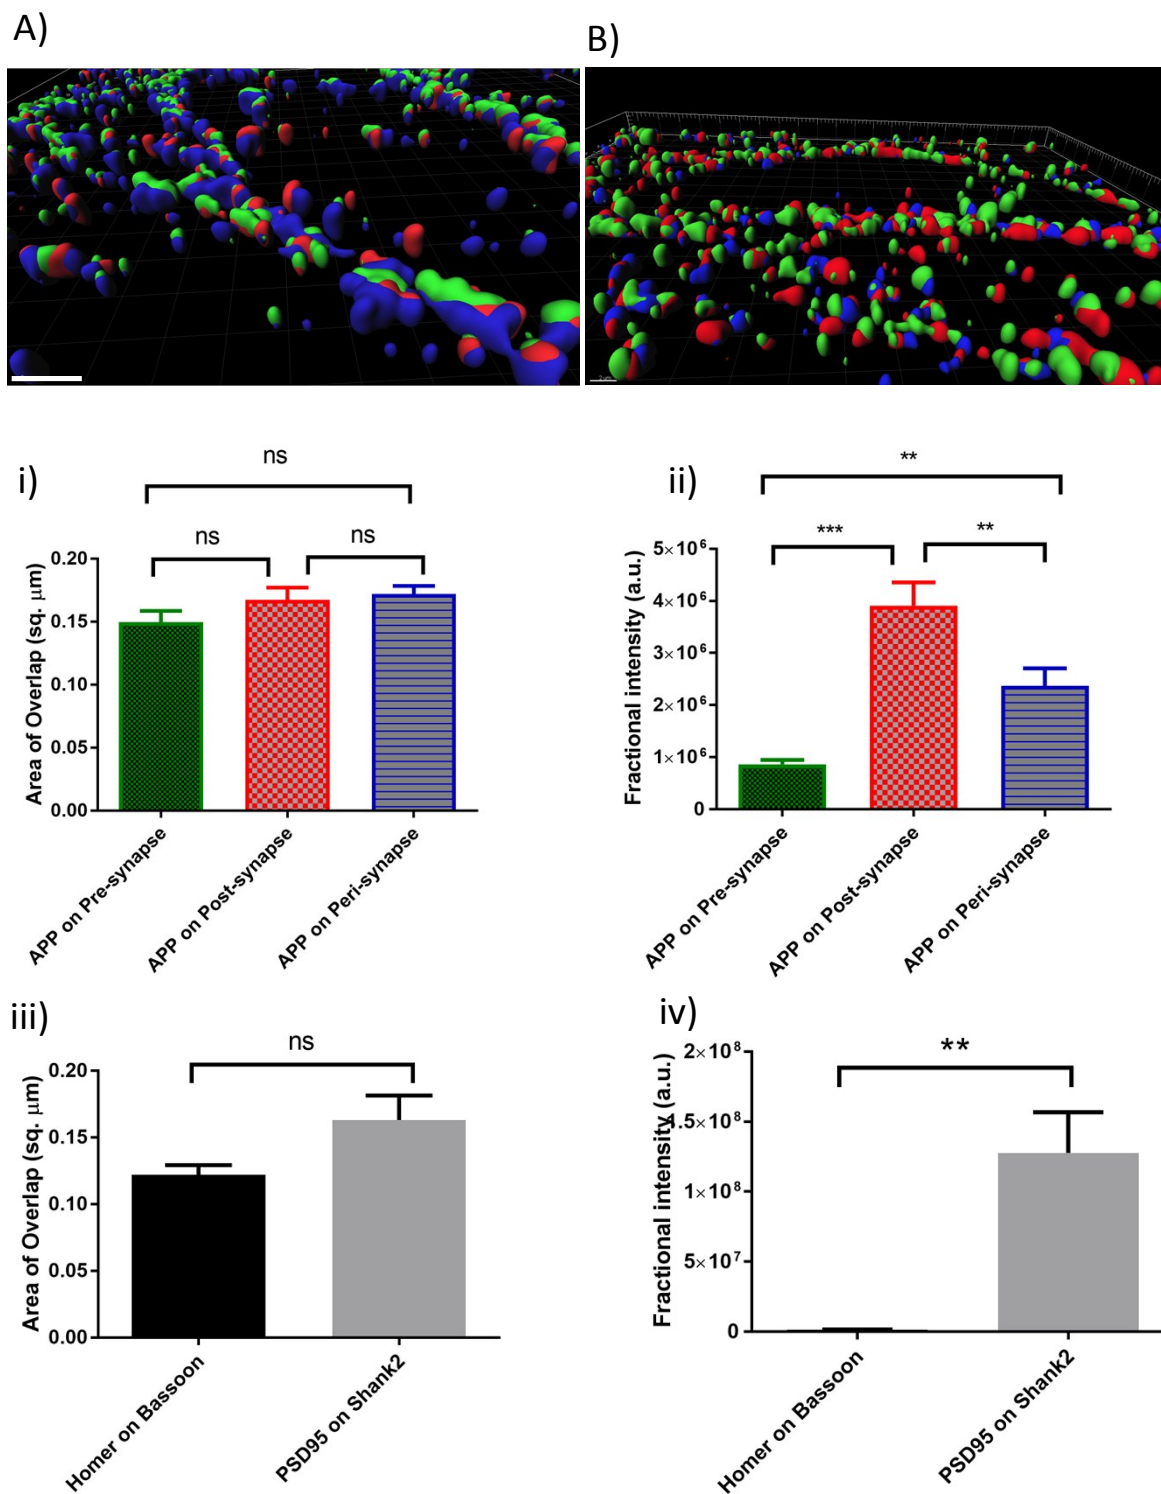 A)
B)
i)
ns
ns
ns
0.20
0.15
0.10
0.05
0.00
Area of Overlap (sq. μm)
APP on Pre-synapse
APP on Post-synapse
APP on Peri-synapse
ii)
**
***
**
5×10⁶
4×10⁶
3×10⁶
2×10⁶
1×10⁶
0
Fractional intensity (a.u.)
APP on Pre-synapse
APP on Post-synapse
APP on Peri-synapse
iii)
ns
0.20
0.15
0.10
0.05
0.00
Area of Overlap (sq. μm)
Homer on Bassoon
PSD95 on Shank2
iv)
**
2×10⁸
1.5×10⁸
1×10⁸
5×10⁷
0
Fractional intensity (a.u.)
Homer on Bassoon
PSD95 on Shank2